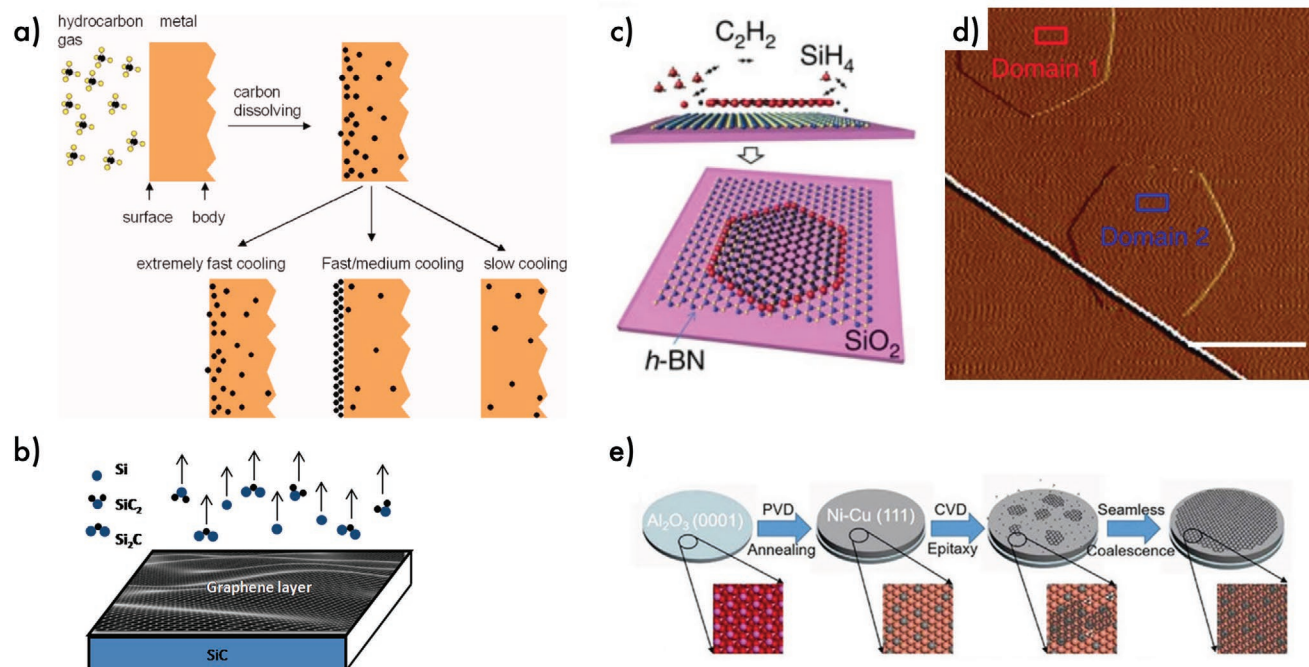 a)
hydrocarbon gas
metal
carbon dissolving
surface
body
extremely fast cooling
Fast/medium cooling
slow cooling
b)
Si
SiC2
Si2C
Graphene layer
SiC
c)
C2H2
SiH4
h-BN
SiO2
d)
Domain 1
Domain 2
e)
Al2O3 (0001)
PVD
Annealing
Ni-Cu (111)
CVD
Epitaxy
Seamless
Coalescence